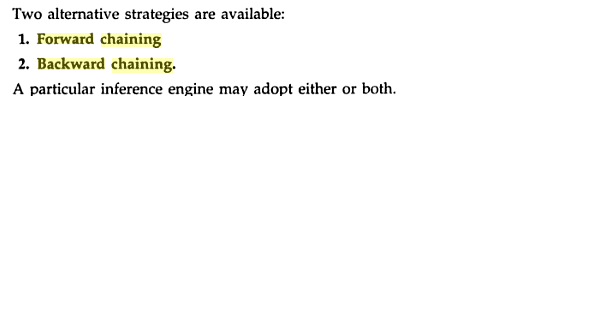 Two alternative strategies are available:
1. Forward chaining
2. Backward chaining.
A particular inference engine may adopt either or both.